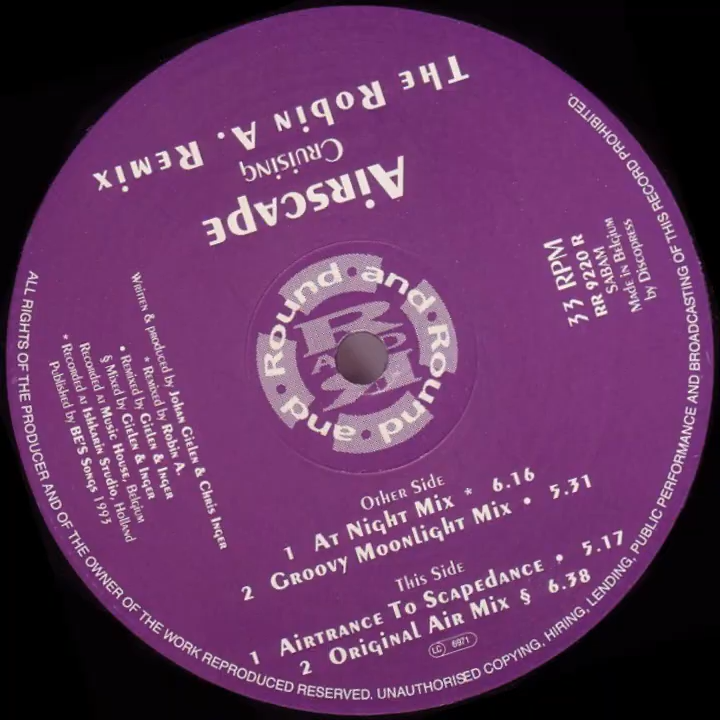 The Robin A. Remix
Cruising
Airscape
33 RPM
RR 9220 R
SABAM
Made in Belgium
by Discopress
Round and Round and
R AND R
Written & produced by Johan Gielen & Chris Inger
* Remixed by Robin A.
• Remixed by Gielen & Inger
§ Mixed by Gielen & Inger
Recorded at Music House, Belgium
* Recorded at Ishkarin Studio, Holland
Published by BE'S Songs 1993
Other Side
1 At Night Mix * 6.16
2 Groovy Moonlight Mix • 5.31
This Side
1 Airtrance To Scapedance • 5.17
2 Original Air Mix § 6.38
LC 6971
ALL RIGHTS OF THE PRODUCER AND OF THE OWNER OF THE WORK REPRODUCED RESERVED. UNAUTHORISED COPYING, HIRING, LENDING, PUBLIC PERFORMANCE AND BROADCASTING OF THIS RECORD PROHIBITED.